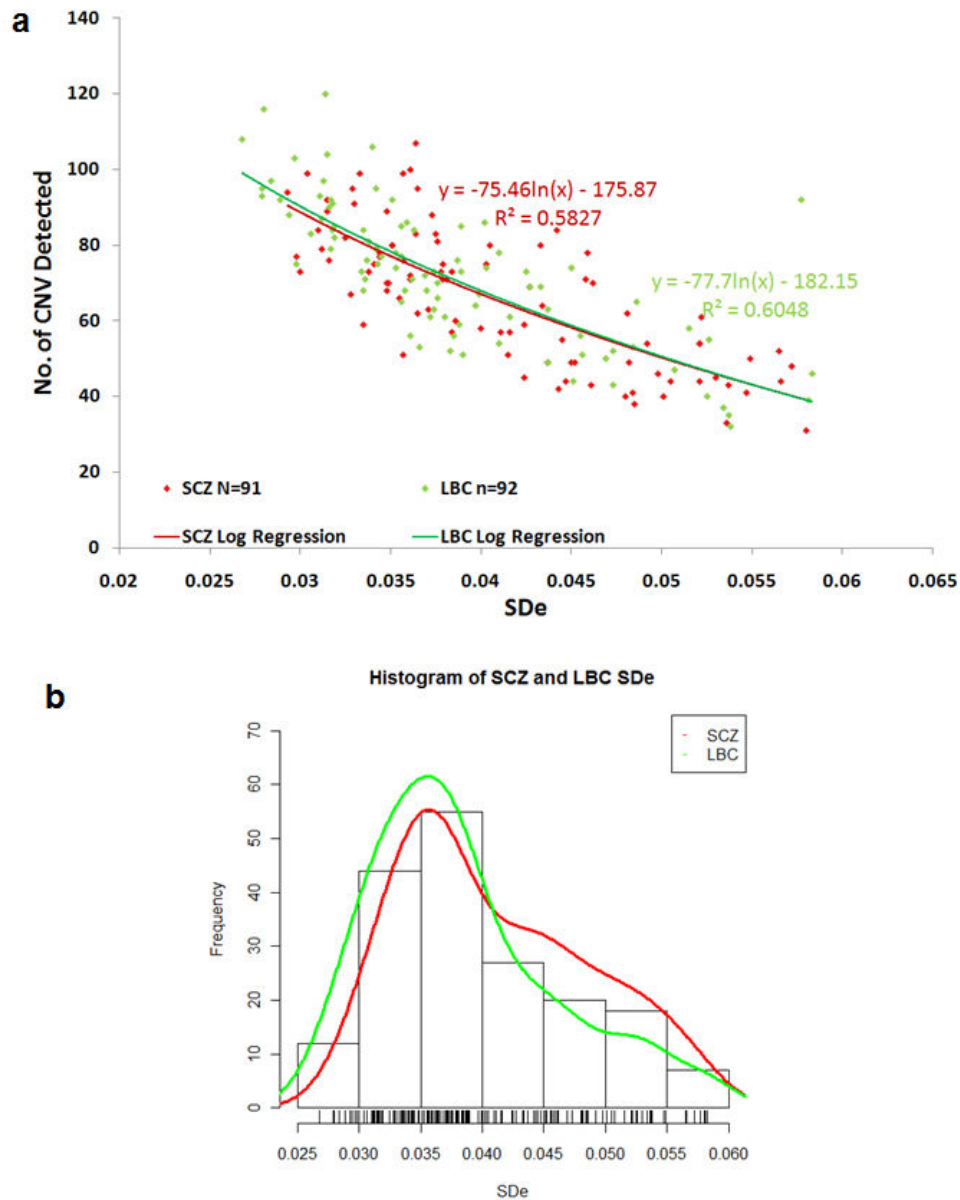 a
140
120
100
80
60
40
20
0
No. of CNV Detected
y = -75.46ln(x) - 175.87
R² = 0.5827
y = -77.7ln(x) - 182.15
R² = 0.6048
SCZ N=91
LBC n=92
SCZ Log Regression
LBC Log Regression
0.02 0.025 0.03 0.035 0.04 0.045 0.05 0.055 0.06 0.065
SDe
b
Histogram of SCZ and LBC SDe
SCZ
LBC
70
60
50
40
30
20
10
0
Frequency
0.025 0.030 0.035 0.040 0.045 0.050 0.055 0.060
SDe